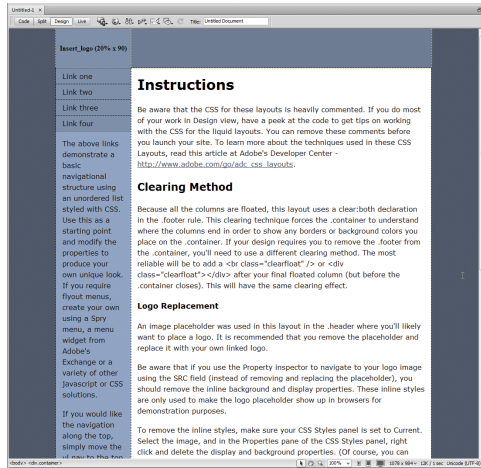 Untitled-1 ×
Code Split Design Live Title: Untitled Document
Insert_logo (20% x 90)
Link one
Link two
Link three
Link four
The above links
demonstrate a
basic
navigational
structure using
an unordered list
styled with CSS.
Use this as a
starting point
and modify the
properties to
produce your
own unique look.
If you require
flyout menus,
create your own
using a Spry
menu, a menu
widget from
Adobe's
Exchange or a
variety of other
javascript or CSS
solutions.
If you would like
the navigation
along the top,
simply move the
ul.nav to the top
Instructions
Be aware that the CSS for these layouts is heavily commented. If you do most
of your work in Design view, have a peek at the code to get tips on working
with the CSS for the liquid layouts. You can remove these comments before
you launch your site. To learn more about the techniques used in these CSS
Layouts, read this article at Adobe's Developer Center -
http://www.adobe.com/go/adc_css_layouts.
Clearing Method
Because all the columns are floated, this layout uses a clear:both declaration
in the .footer rule. This clearing technique forces the .container to understand
where the columns end in order to show any borders or background colors you
place on the .container. If your design requires you to remove the .footer from
the .container, you'll need to use a different clearing method. The most
reliable will be to add a <br class="clearfloat" /> or <div
class="clearfloat"></div> after your final floated column (but before the
.container closes). This will have the same clearing effect.
Logo Replacement
An image placeholder was used in this layout in the .header where you'll likely
want to place a logo. It is recommended that you remove the placeholder and
replace it with your own linked logo.
Be aware that if you use the Property inspector to navigate to your logo image
using the SRC field (instead of removing and replacing the placeholder), you
should remove the inline background and display properties. These inline styles
are only used to make the logo placeholder show up in browsers for
demonstration purposes.
To remove the inline styles, make sure your CSS Styles panel is set to Current.
Select the image, and in the Properties pane of the CSS Styles panel, right
click and delete the display and background properties. (Of course, you can
<body> <div.container> 100% 1078 x 984 12K / 1 sec Unicode (UTF-8)